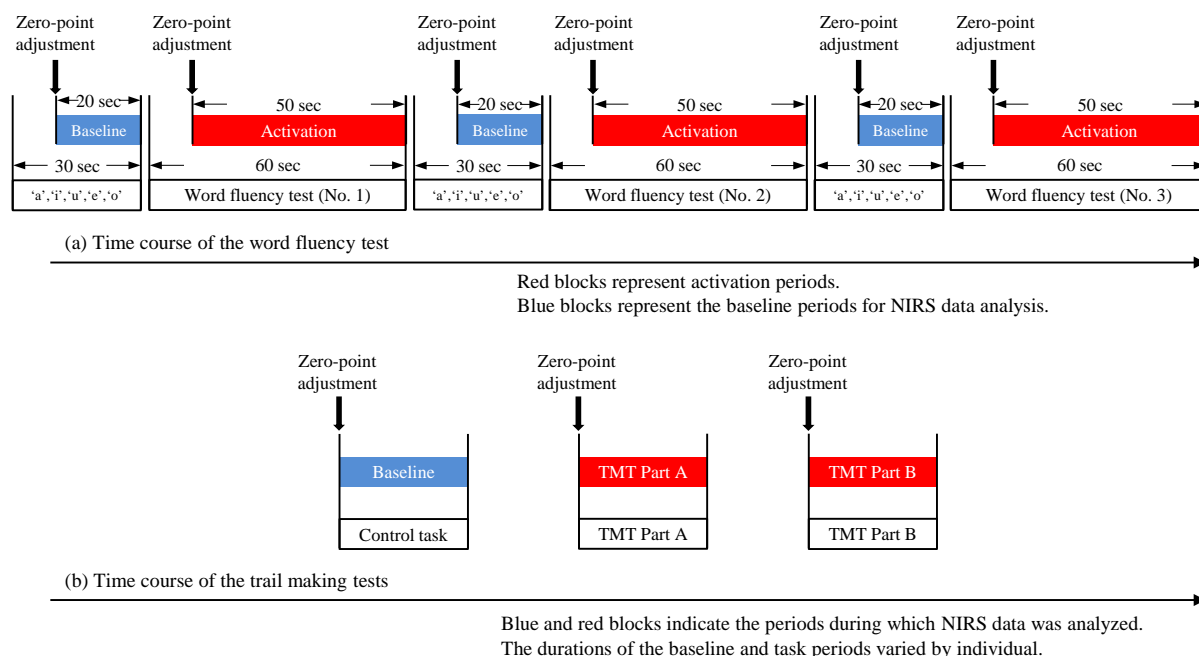 Zero-point adjustment
Zero-point adjustment
Zero-point adjustment
Zero-point adjustment
Zero-point adjustment
Zero-point adjustment
20 sec
50 sec
20 sec
50 sec
20 sec
50 sec
Baseline
Activation
Baseline
Activation
Baseline
Activation
30 sec
60 sec
30 sec
60 sec
30 sec
60 sec
‘a’,‘i’,‘u’,‘e’,‘o’
Word fluency test (No. 1)
‘a’,‘i’,‘u’,‘e’,‘o’
Word fluency test (No. 2)
‘a’,‘i’,‘u’,‘e’,‘o’
Word fluency test (No. 3)
(a) Time course of the word fluency test
Red blocks represent activation periods.
Blue blocks represent the baseline periods for NIRS data analysis.
Zero-point adjustment
Zero-point adjustment
Zero-point adjustment
Baseline
TMT Part A
TMT Part B
Control task
TMT Part A
TMT Part B
(b) Time course of the trail making tests
Blue and red blocks indicate the periods during which NIRS data was analyzed.
The durations of the baseline and task periods varied by individual.